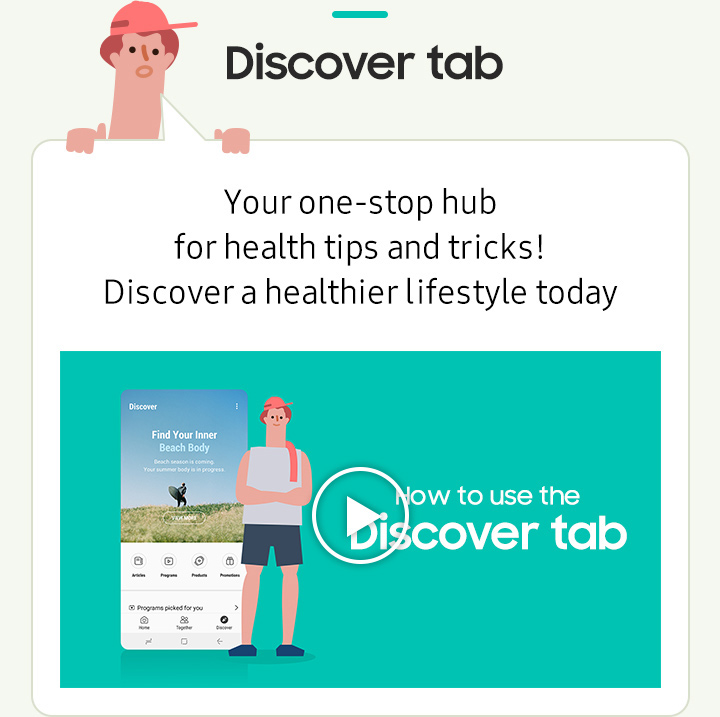 Discover tab
Your one-stop hub
for health tips and tricks!
Discover a healthier lifestyle today
Discover
Find Your Inner
Beach Body
Beach season is coming.
Your summer body is in progress.
VIEW MORE
Articles Programs Products Promotions
Programs picked for you
Home Together Discover
How to use the
Discover tab